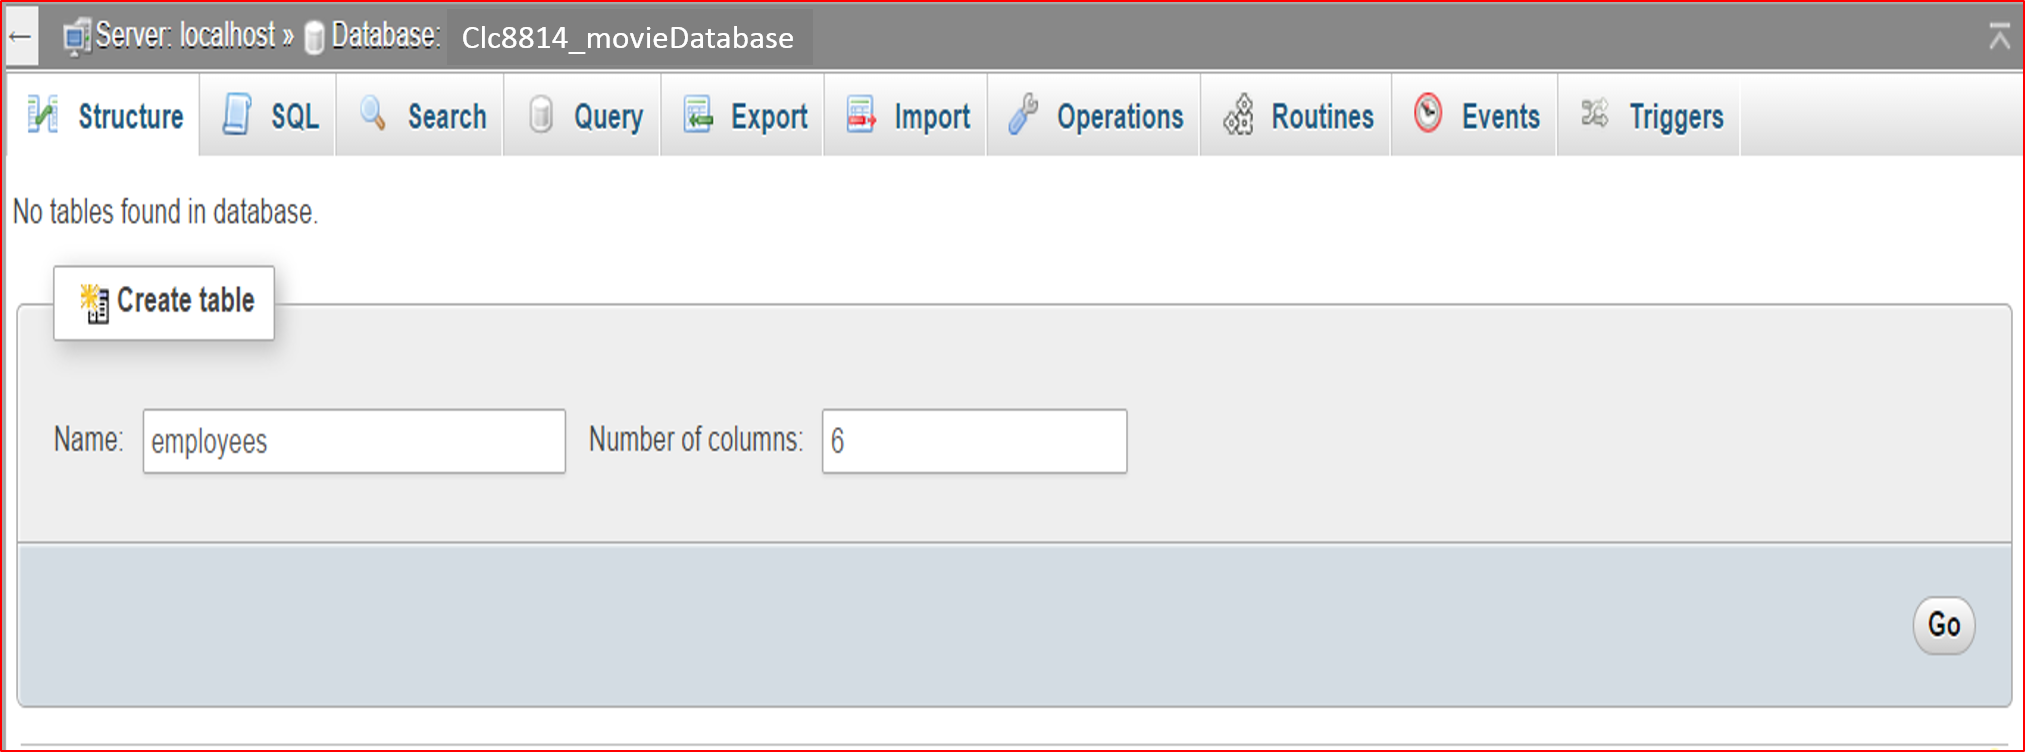 Server: localhost » Database: Clc8814_movieDatabase
Structure SQL Search Query Export Import Operations Routines Events Triggers
No tables found in database.
Create table
Name: employees Number of columns: 6
Go